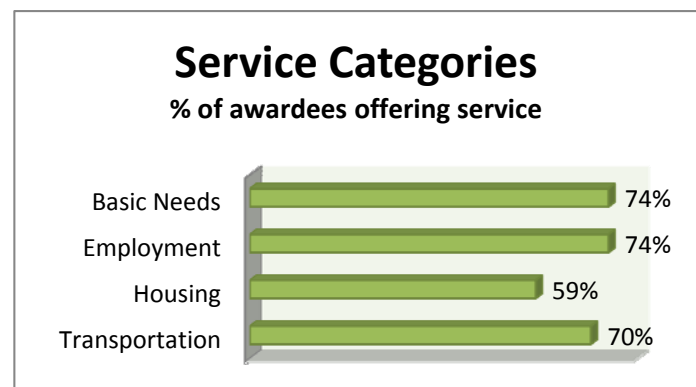 Service Categories
% of awardees offering service
Basic Needs 74%
Employment 74%
Housing 59%
Transportation 70%